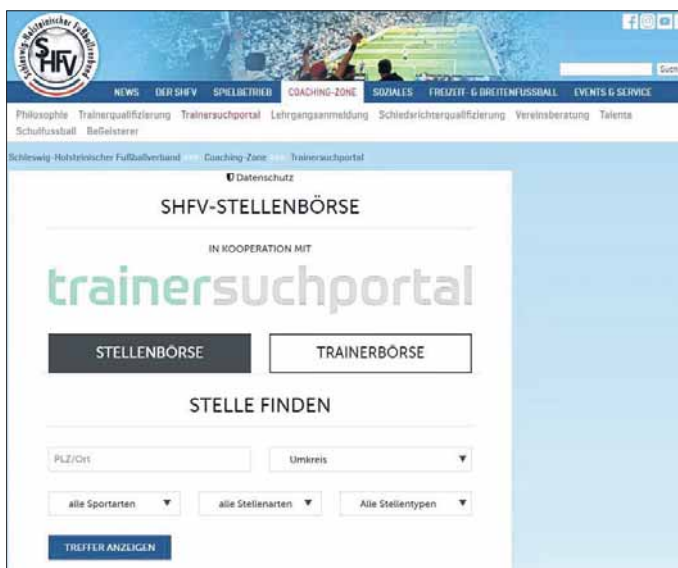 Schleswig-Holsteinischer Fußballverband
SHFV
Such
NEWS DER SHFV SPIELBETRIEB COACHING-ZONE SOZIALES FREIZEIT- & BREITENFUSSBALL EVENTS & SERVICE
Philosophie Trainerqualifizierung Trainersuchportal Lehrgangsanmeldung Schiedsrichterqualifizierung Vereinsberatung Talente
Schulfussball BeGeisterer
Schleswig-Holsteinischer Fußballverband >>> Coaching-Zone >>> Trainersuchportal
Datenschutz
SHFV-STELLENBÖRSE
IN KOOPERATION MIT
trainersuchportal
STELLENBÖRSE TRAINERBÖRSE
STELLE FINDEN
PLZ/Ort Umkreis
alle Sportarten alle Stellenarten Alle Stellentypen
TREFFER ANZEIGEN